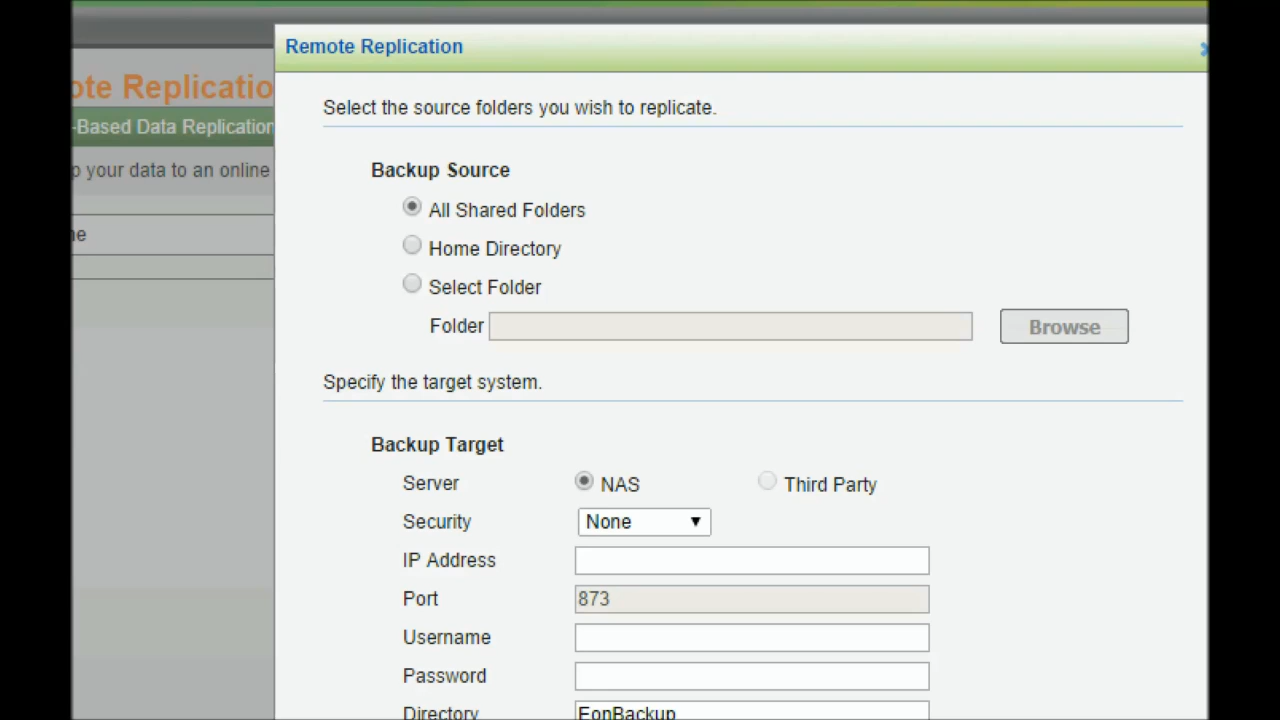 Remote Replication
ote Replicatio
-Based Data Replication
p your data to an online
ne
Select the source folders you wish to replicate.
Backup Source
All Shared Folders
Home Directory
Select Folder
Folder
Browse
Specify the target system.
Backup Target
Server NAS Third Party
Security None
IP Address
Port 873
Username
Password
Directory EonBackup